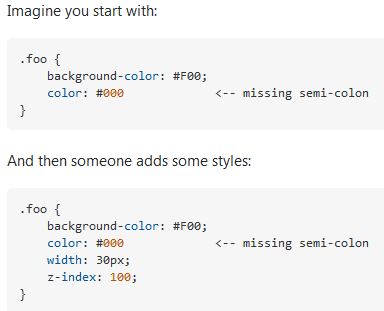 Imagine you start with:
.foo {
    background-color: #F00;
    color: #000             <-- missing semi-colon
}
And then someone adds some styles:
.foo {
    background-color: #F00;
    color: #000             <-- missing semi-colon
    width: 30px;
    z-index: 100;
}